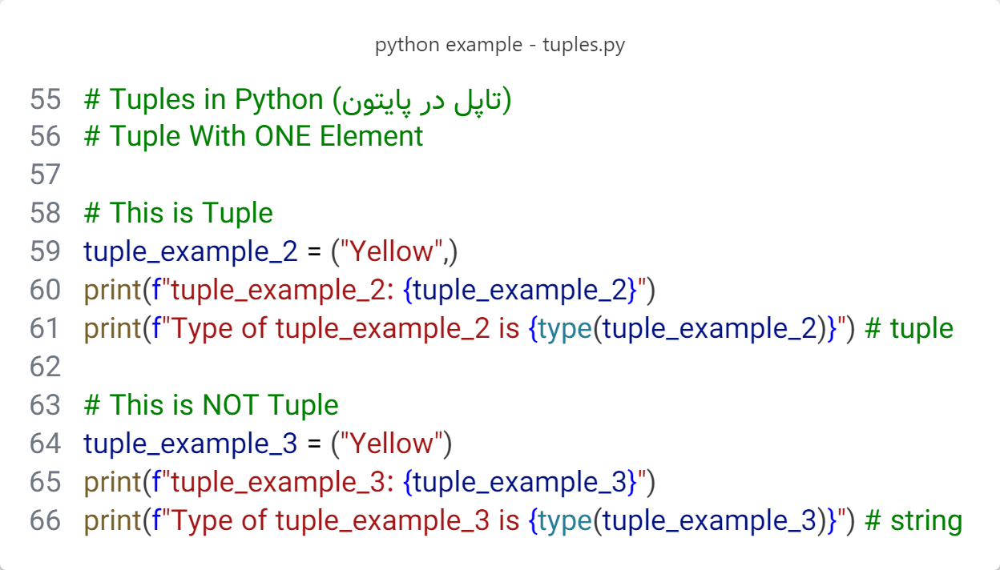 python example - tuples.py
55 # Tuples in Python (تاپل در پایتون)
56 # Tuple With ONE Element
57
58 # This is Tuple
59 tuple_example_2 = ("Yellow",)
60 print(f"tuple_example_2: {tuple_example_2}")
61 print(f"Type of tuple_example_2 is {type(tuple_example_2)}") # tuple
62
63 # This is NOT Tuple
64 tuple_example_3 = ("Yellow")
65 print(f"tuple_example_3: {tuple_example_3}")
66 print(f"Type of tuple_example_3 is {type(tuple_example_3)}") # string